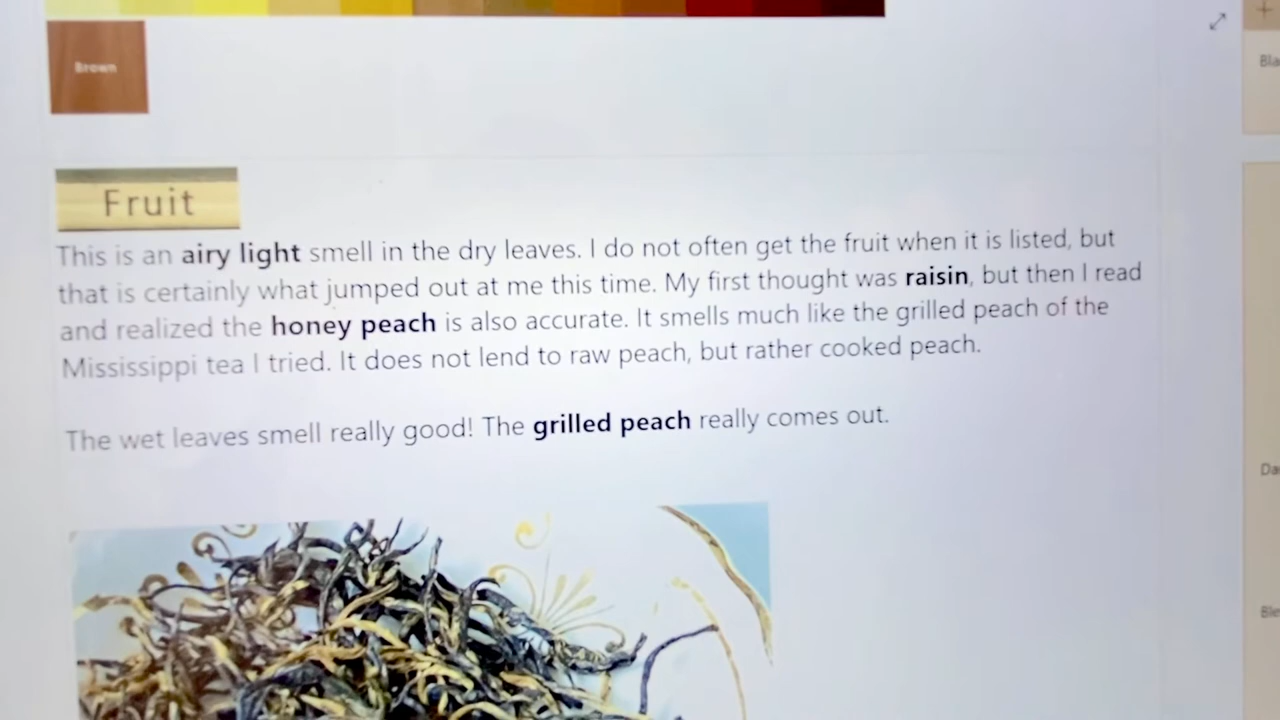 Brown
Fruit
This is an airy light smell in the dry leaves. I do not often get the fruit when it is listed, but
that is certainly what jumped out at me this time. My first thought was raisin, but then I read
and realized the honey peach is also accurate. It smells much like the grilled peach of the
Mississippi tea I tried. It does not lend to raw peach, but rather cooked peach.
The wet leaves smell really good! The grilled peach really comes out.